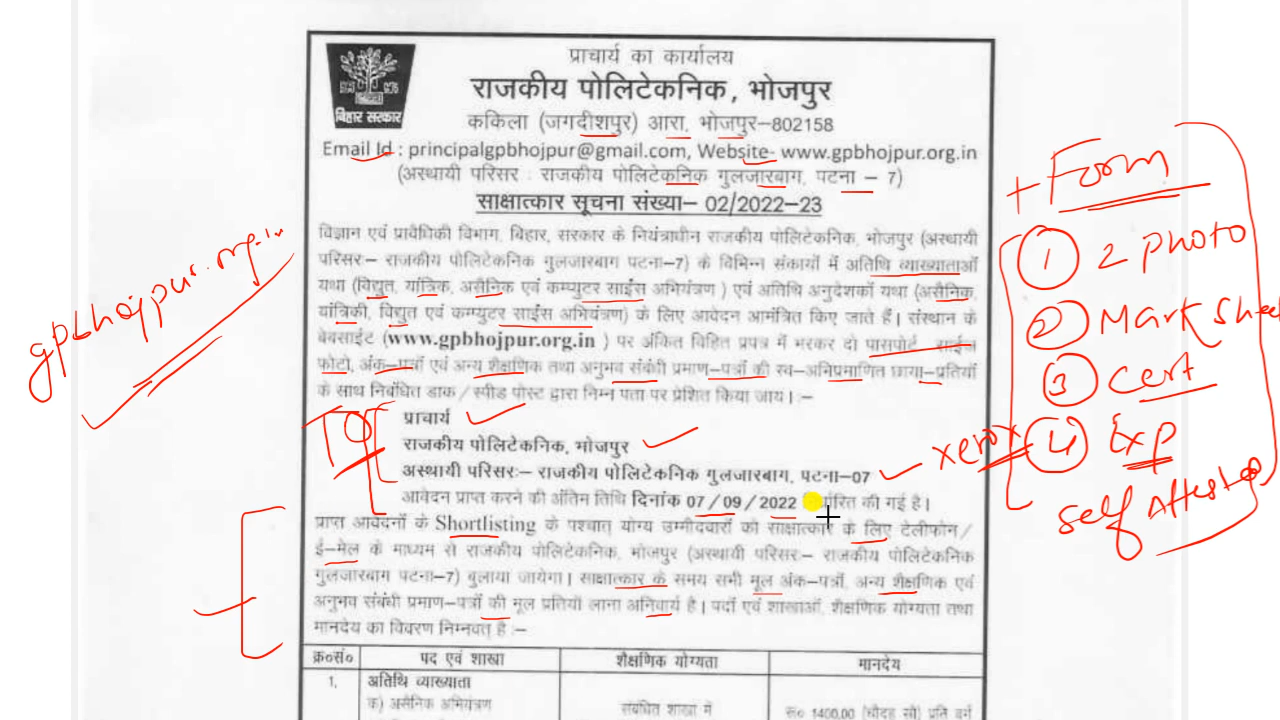 बिहार सरकार
प्राचार्य का कार्यालय
राजकीय पोलिटेकनिक, भोजपुर
ककिला (जगदीशपुर) आरा, भोजपुर–802158
Email Id : principalgpbhojpur@gmail.com, Website- www.gpbhojpur.org.in
(अस्थायी परिसर : राजकीय पोलिटेकनिक गुलजारबाग, पटना – 7)
साक्षात्कार सूचना संख्या– 02/2022-23
विज्ञान एवं प्रावैधिकी विभाग, बिहार, सरकार के नियंत्राधीन राजकीय पोलिटेकनिक, भोजपुर (अस्थायी
परिसर– राजकीय पोलिटेकनिक गुलजारबाग पटना–7) के विभिन्न संकायों में अतिथि व्याख्याताओं
यथा (विद्युत, यांत्रिक, असैनिक एवं कम्प्युटर साईंस अभियंत्रण ) एवं अतिथि अनुदेशकों यथा (असैनिक,
यांत्रिकी, विद्युत एवं कम्प्युटर साईंस अभियंत्रण) के लिए आवेदन आमंत्रित किए जाते हैं। संस्थान के
बेवसाईट (www.gpbhojpur.org.in ) पर अंकित विहित प्रपत्र में भरकर दो पासपोर्ट साईज
फोटो, अंक–पत्रों एवं अन्य शैक्षणिक तथा अनुभव संबंधी प्रमाण–पत्रों की स्व–अभिप्रमाणित छाया–प्रतियों
के साथ निबंधित डाक / स्पीड पोस्ट द्वारा निम्न पता पर प्रेशित किया जाय। :–
प्राचार्य
राजकीय पोलिटेकनिक, भोजपुर
अस्थायी परिसरः– राजकीय पोलिटेकनिक गुलजारबाग, पटना–07
आवेदन प्राप्त करने की अंतिम तिथि दिनांक 07/09/2022 की गई है।
प्राप्त आवेदनों के Shortlisting के पश्चात् योग्य उम्मीदवारों को साक्षात्कार के लिए टेलीफोन /
ई–मेल के माध्यम से राजकीय पोलिटेकनिक, भोजपुर (अस्थायी परिसर– राजकीय पोलिटेकनिक
गुलजारबाग पटना–7) बुलाया जायेगा। साक्षात्कार के समय सभी मूल अंक–पत्रों, अन्य शैक्षणिक एवं
अनुभव संबंधी प्रमाण–पत्रों की मूल प्रतियों लाना अनिवार्य है। पदों एवं शाखाओं, शैक्षणिक योग्यता तथा
मानदेय का विवरण निम्नवत् है :–
क्र०सं० पद एवं शाखा शैक्षणिक योग्यता मानदेय
1. अतिथि व्याख्याता
क) असैनिक अभियंत्रण संबंधित शाखा में रू० 1400.00 (चौदह सौ) प्रति वर्ग
gpbhojpur.org.in
TO
+ Form
1 2 photo
2 Mark Sheet
3 Cert
xerox 4 Exp
self Attested